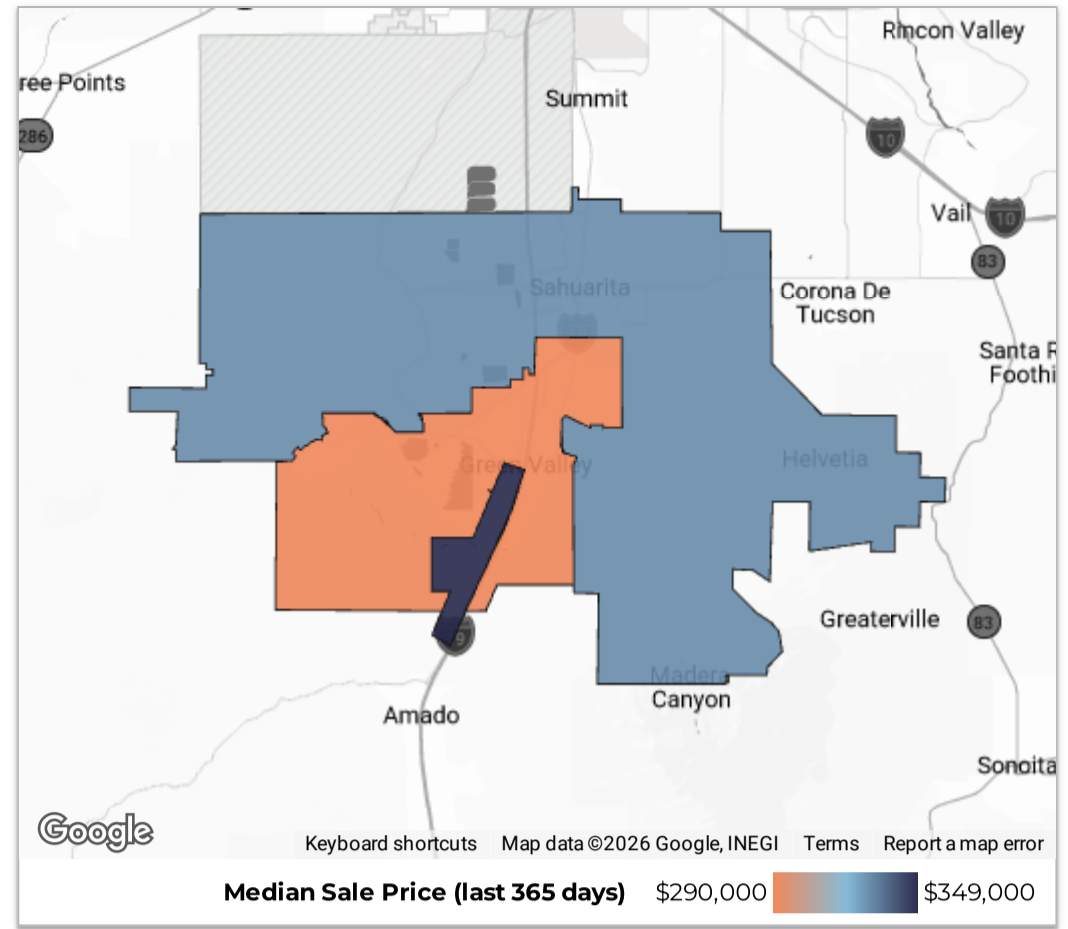 Rincon Valley
ree Points
Summit
286
10
Vail
10
83
Sahuarita
Corona De
Tucson
Santa R
Foothi
Green Valley
Helvetia
Greaterville
83
9
Madera
Canyon
Amado
Sonoita
Google
Keyboard shortcuts Map data ©2026 Google, INEGI Terms Report a map error
Median Sale Price (last 365 days) $290,000 $349,000